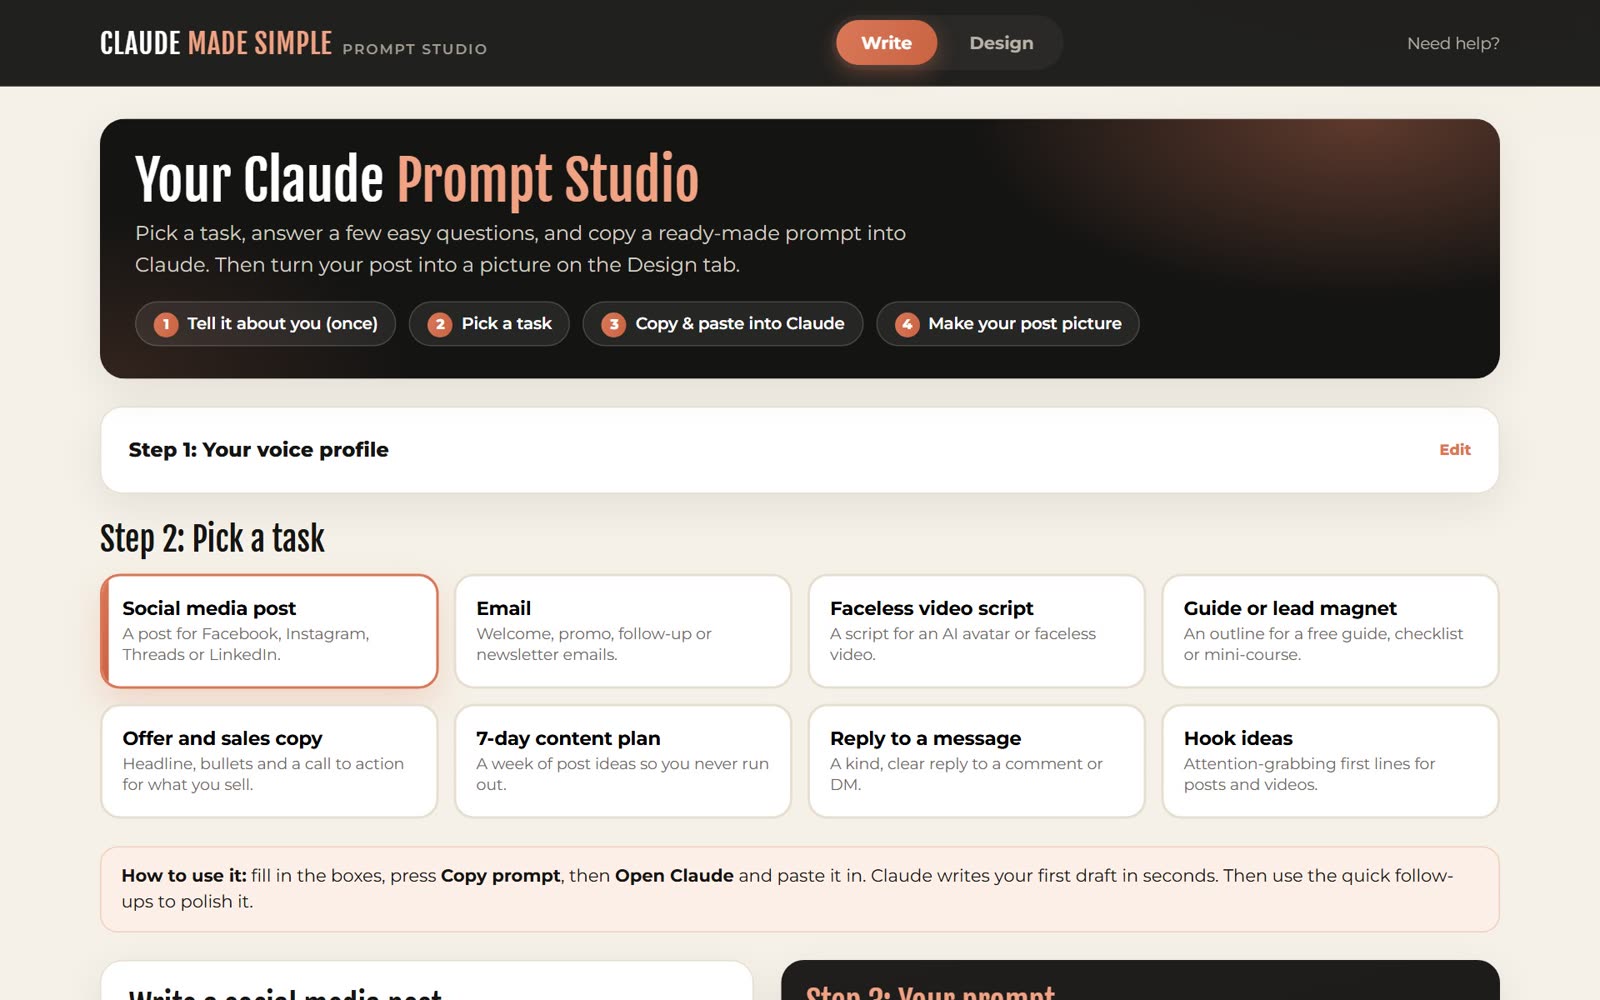 CLAUDE MADE SIMPLE PROMPT STUDIO
Write
Design
Need help?
Your Claude Prompt Studio
Pick a task, answer a few easy questions, and copy a ready-made prompt into
Claude. Then turn your post into a picture on the Design tab.
1 Tell it about you (once)
2 Pick a task
3 Copy & paste into Claude
4 Make your post picture
Step 1: Your voice profile
Edit
Step 2: Pick a task
Social media post
A post for Facebook, Instagram,
Threads or LinkedIn.
Email
Welcome, promo, follow-up or
newsletter emails.
Faceless video script
A script for an AI avatar or faceless
video.
Guide or lead magnet
An outline for a free guide, checklist
or mini-course.
Offer and sales copy
Headline, bullets and a call to action
for what you sell.
7-day content plan
A week of post ideas so you never run
out.
Reply to a message
A kind, clear reply to a comment or
DM.
Hook ideas
Attention-grabbing first lines for
posts and videos.
How to use it: fill in the boxes, press Copy prompt, then Open Claude and paste it in. Claude writes your first draft in seconds. Then use the quick follow-
ups to polish it.
Write a social media post
Step 3: Your prompt